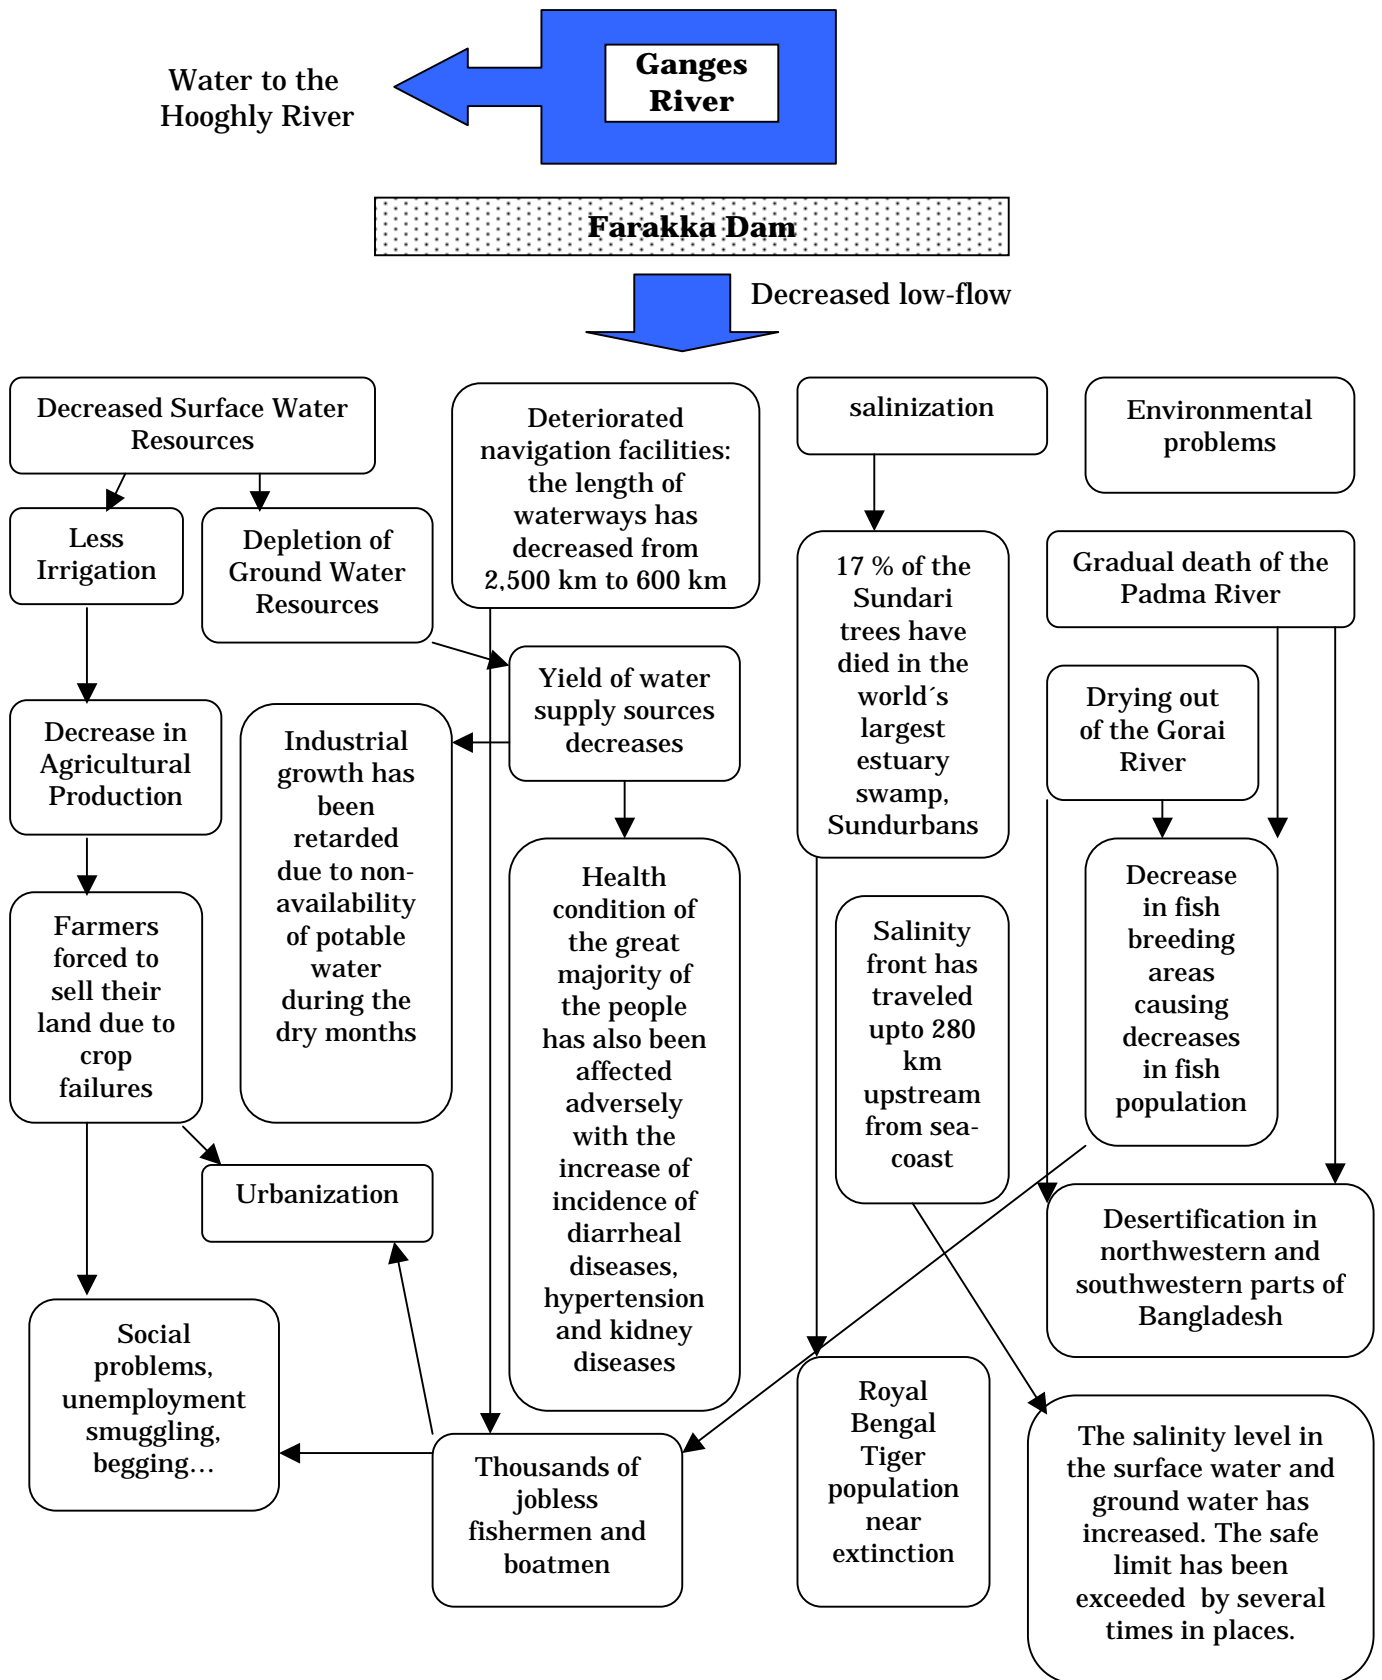 Ganges
River
Water to the
Hooghly River
Farakka Dam
Decreased low-flow
Decreased Surface Water
Resources
Deteriorated
navigation facilities:
the length of
waterways has
decreased from
2,500 km to 600 km
salinization
Environmental
problems
Less
Irrigation
Depletion of
Ground Water
Resources
17 % of the
Sundari
trees have
died in the
world´s
largest
estuary
swamp,
Sundurbans
Gradual death of the
Padma River
Yield of water
supply sources
decreases
Drying out
of the Gorai
River
Decrease in
Agricultural
Production
Industrial
growth has
been
retarded
due to non-
availability
of potable
water
during the
dry months
Health
condition of
the great
majority of
the people
has also been
affected
adversely
with the
increase of
incidence of
diarrheal
diseases,
hypertension
and kidney
diseases
Decrease
in fish
breeding
areas
causing
decreases
in fish
population
Farmers
forced to
sell their
land due to
crop
failures
Salinity
front has
traveled
upto 280
km
upstream
from sea-
coast
Urbanization
Desertification in
northwestern and
southwestern parts of
Bangladesh
Social
problems,
unemployment
smuggling,
begging…
Thousands of
jobless
fishermen and
boatmen
Royal
Bengal
Tiger
population
near
extinction
The salinity level in
the surface water and
ground water has
increased. The safe
limit has been
exceeded  by several
times in places.